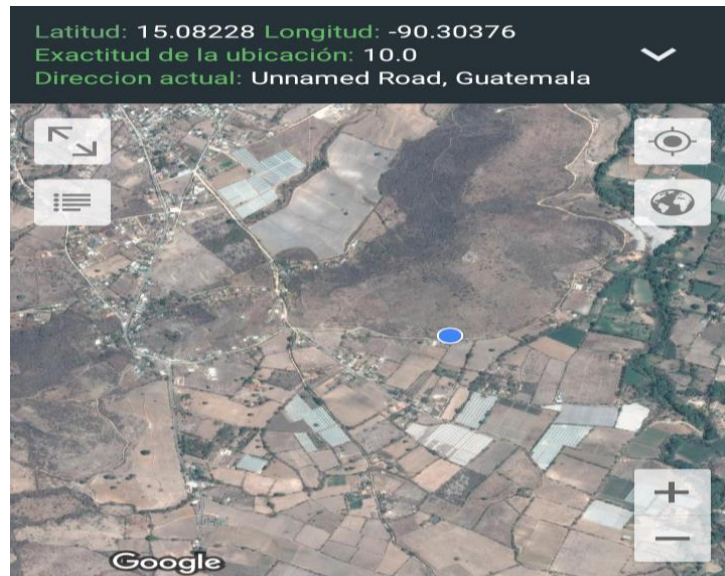 Latitud: 15.08228 Longitud: -90.30376
Exactitud de la ubicación: 10.0
Direccion actual: Unnamed Road, Guatemala
Google